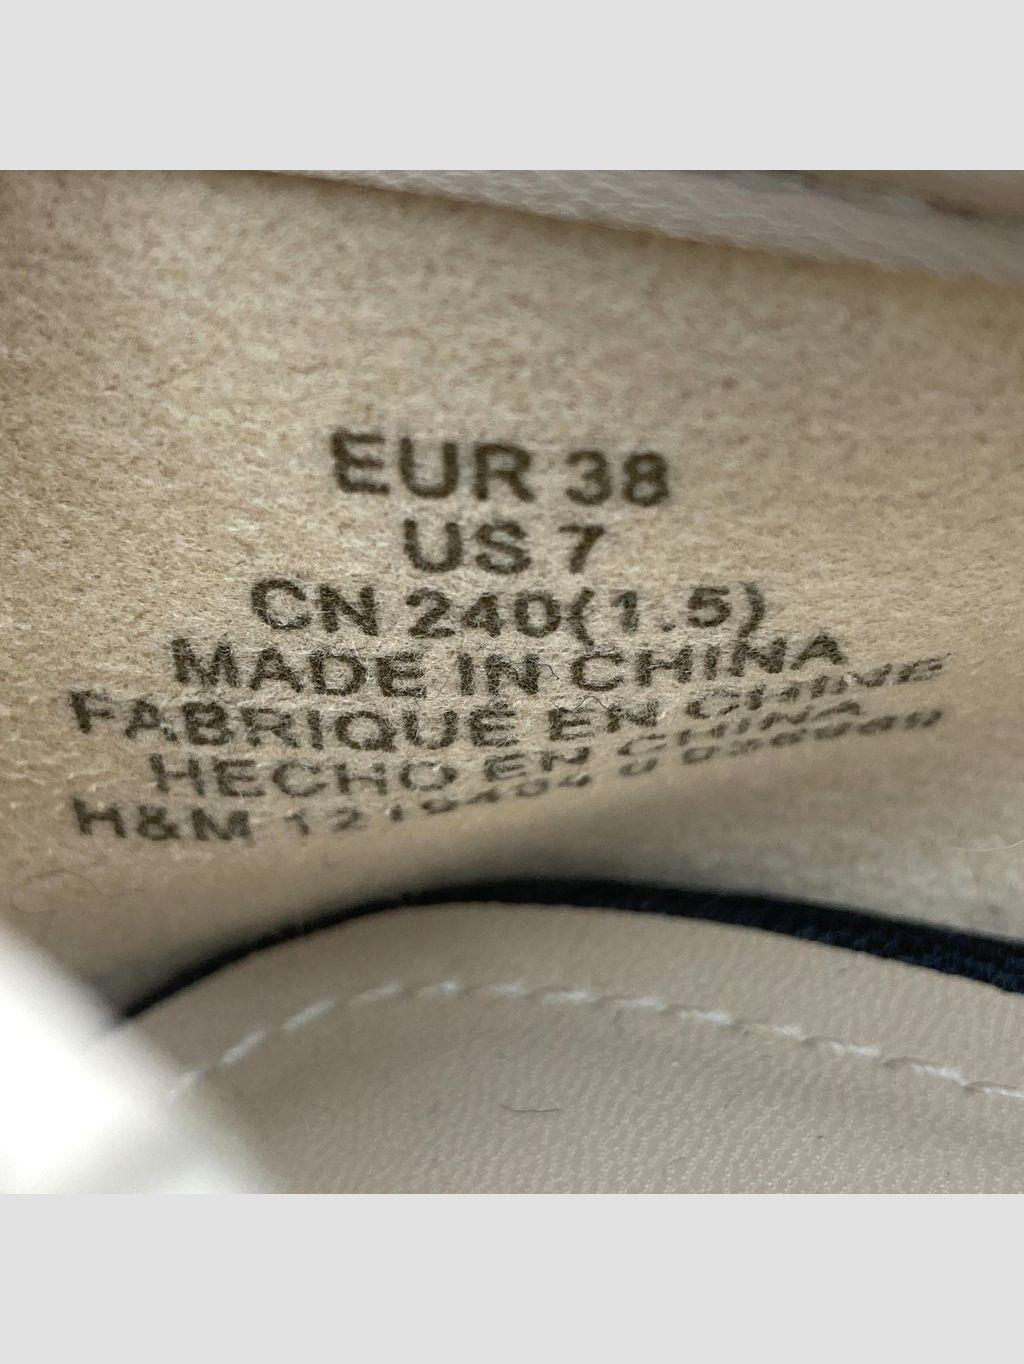 EUR 38
US 7
CN 240(1.5)
MADE IN CHINA
FABRIQUÉ EN CHINE
HECHO EN CHINA
H&M